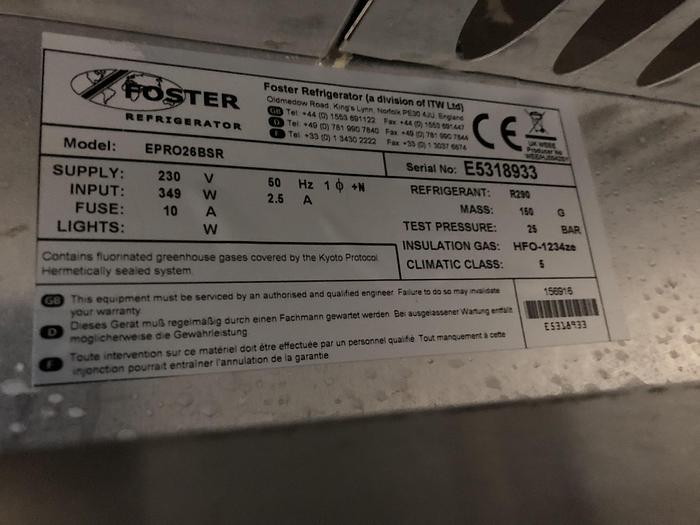 FOSTER
REFRIGERATOR
Foster Refrigerator (a division of ITW Ltd)
Oldmedow Road, King's Lynn, Norfolk PE30 4JU, England
GB Tel. +44 (0) 1553 691122 Fax +44 (0) 1553 691447
D Tel. +49 (0) 781 990 7840 Fax +49 (0) 781 990 7844
F Tel. +33 (0) 1 3430 2222 Fax +33 (0) 1 3037 6874
CE
UK WEEE
Producer No
Model: EPRO26BSR
Serial No: E5318933
SUPPLY: 230 V 50 Hz 1 ϕ +N
INPUT: 349 W 2.5 A
FUSE: 10 A
LIGHTS: W
REFRIGERANT: R290
MASS: 150 G
TEST PRESSURE: 25 BAR
INSULATION GAS: HFO-1234ze
CLIMATIC CLASS: 5
Contains fluorinated greenhouse gases covered by the Kyoto Protocol
Hermetically sealed system.
GB This equipment must be serviced by an authorised and qualified engineer. Failure to do so may invalidate
your warranty
D Dieses Gerät muß regelmäßig durch einen Fachmann gewartet werden. Bei ausgelassener Wartung entfällt
möglicherweise die Gewährleistung.
F Toute intervention sur ce matériel doit être effectuée par un personnel qualifié. Tout manquement à cette
injonction pourrait entraîner l'annulation de la garantie.
156916
E5318933